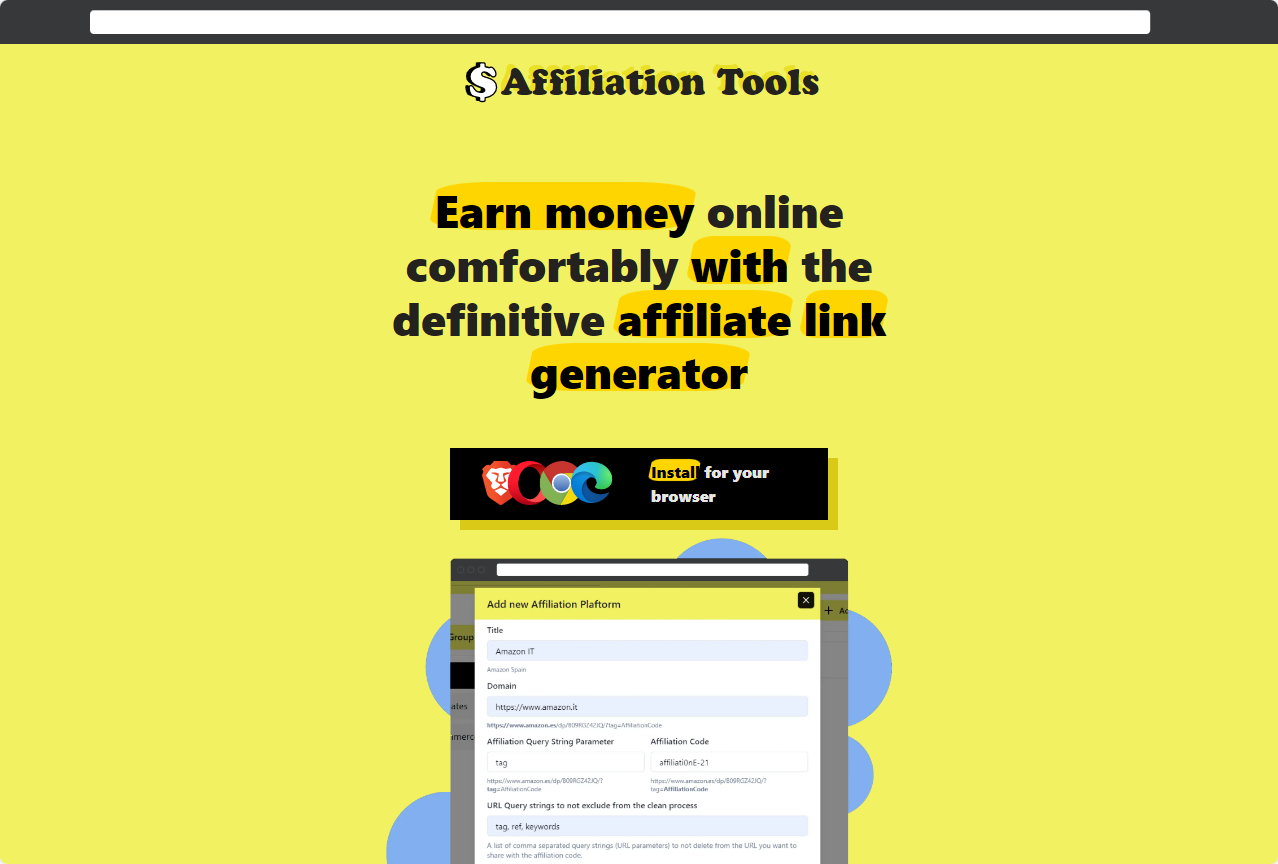 $ Affiliation Tools
Earn money online
comfortably with the
definitive affiliate link
generator
Install for your
browser
Add new Affiliation Plaftorm
Title
Amazon IT
Amazon Spain
Domain
https://www.amazon.it
https://www.amazon.es/dp/B09RGZ42JQ/?tag=AffiliationCode
Affiliation Query String Parameter
Affiliation Code
tag
affiliati0nE-21
https://www.amazon.es/dp/B09RGZ42JQ/?
tag=AffiliationCode
https://www.amazon.es/dp/B09RGZ42JQ/?
tag=AffiliationCode
URL Query strings to not exclude from the clean process
tag, ref, keywords
A list of comma separated query strings (URL parameters) to not delete from the URL you want to
share with the affiliation code.
Group
ates
merc
+ Ac